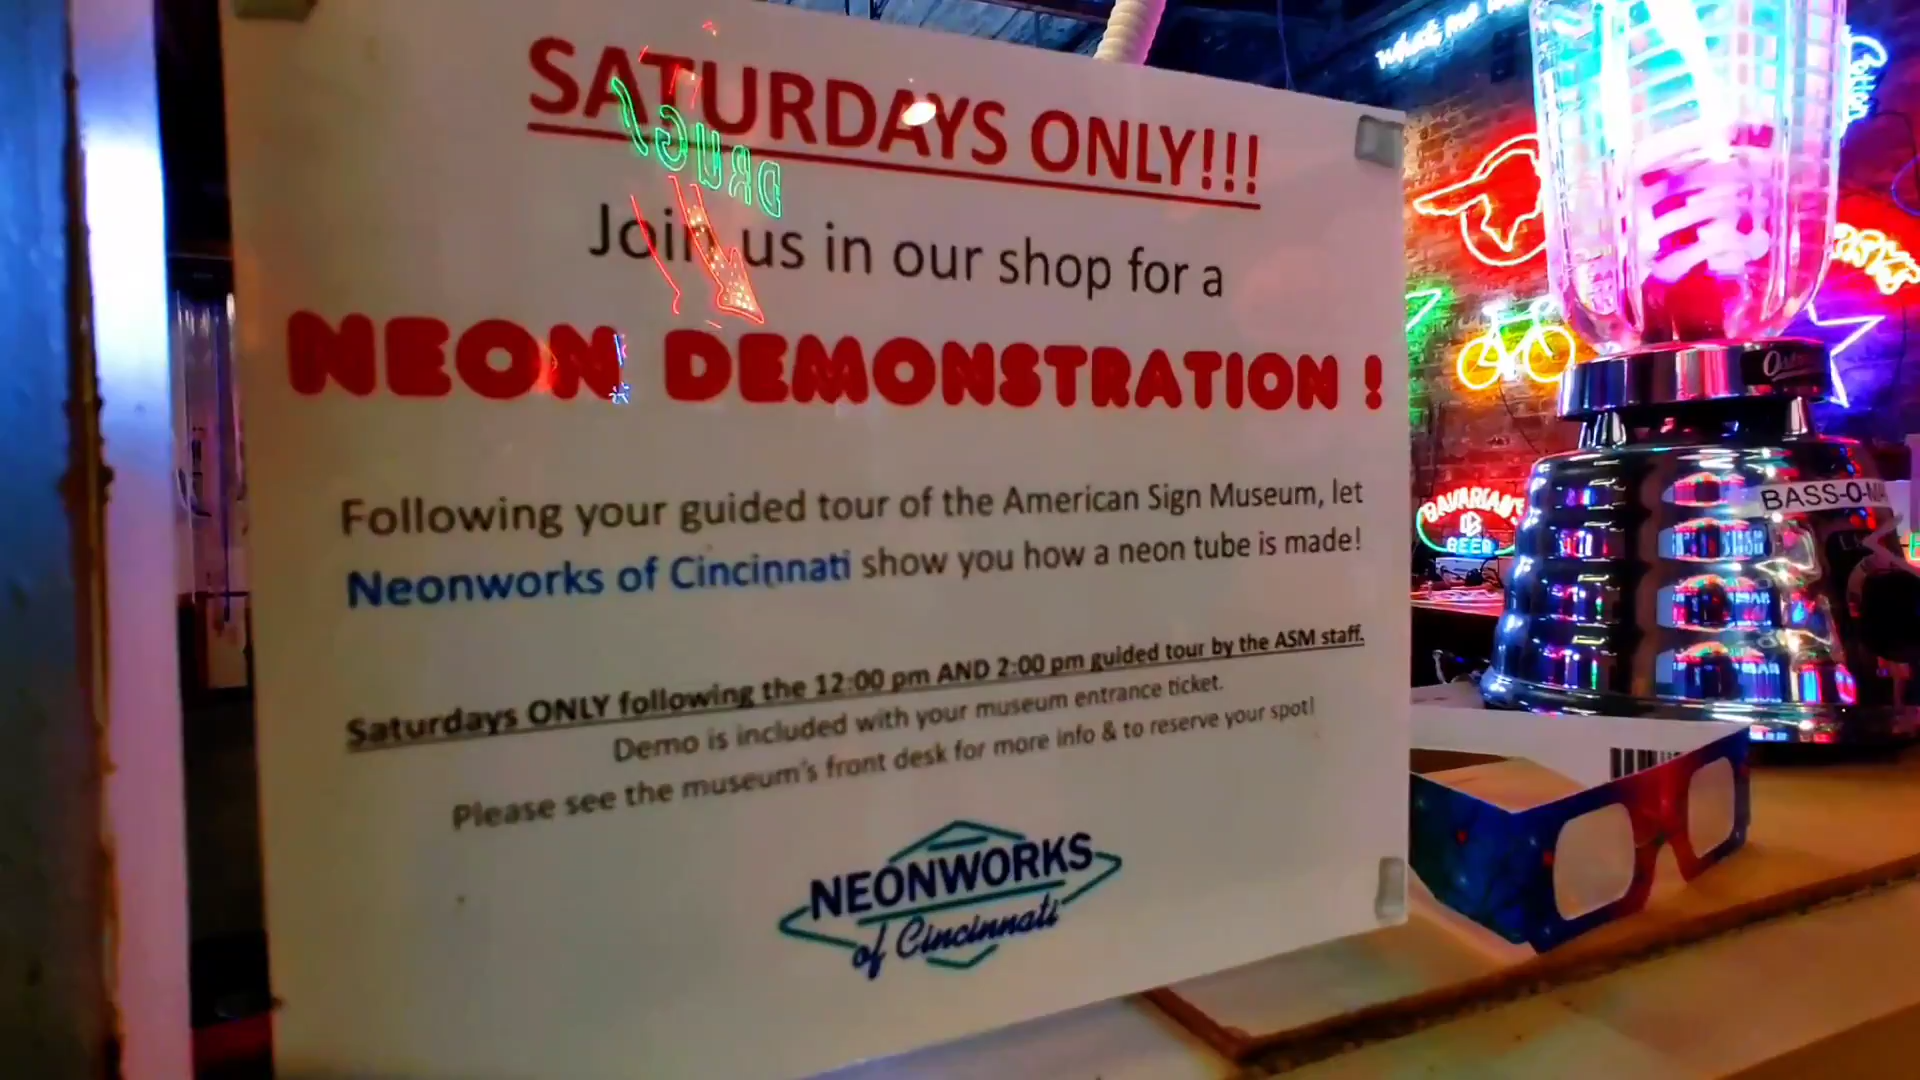 SATURDAYS ONLY!!!
DRUGS
Join us in our shop for a
NEON DEMONSTRATION !
Following your guided tour of the American Sign Museum, let
Neonworks of Cincinnati show you how a neon tube is made!
Saturdays ONLY following the 12:00 pm AND 2:00 pm guided tour by the ASM staff.
Demo is included with your museum entrance ticket.
Please see the museum's front desk for more info & to reserve your spot!
NEONWORKS
of Cincinnati
BASS-O-MA
BAVARIAN'S
BEER